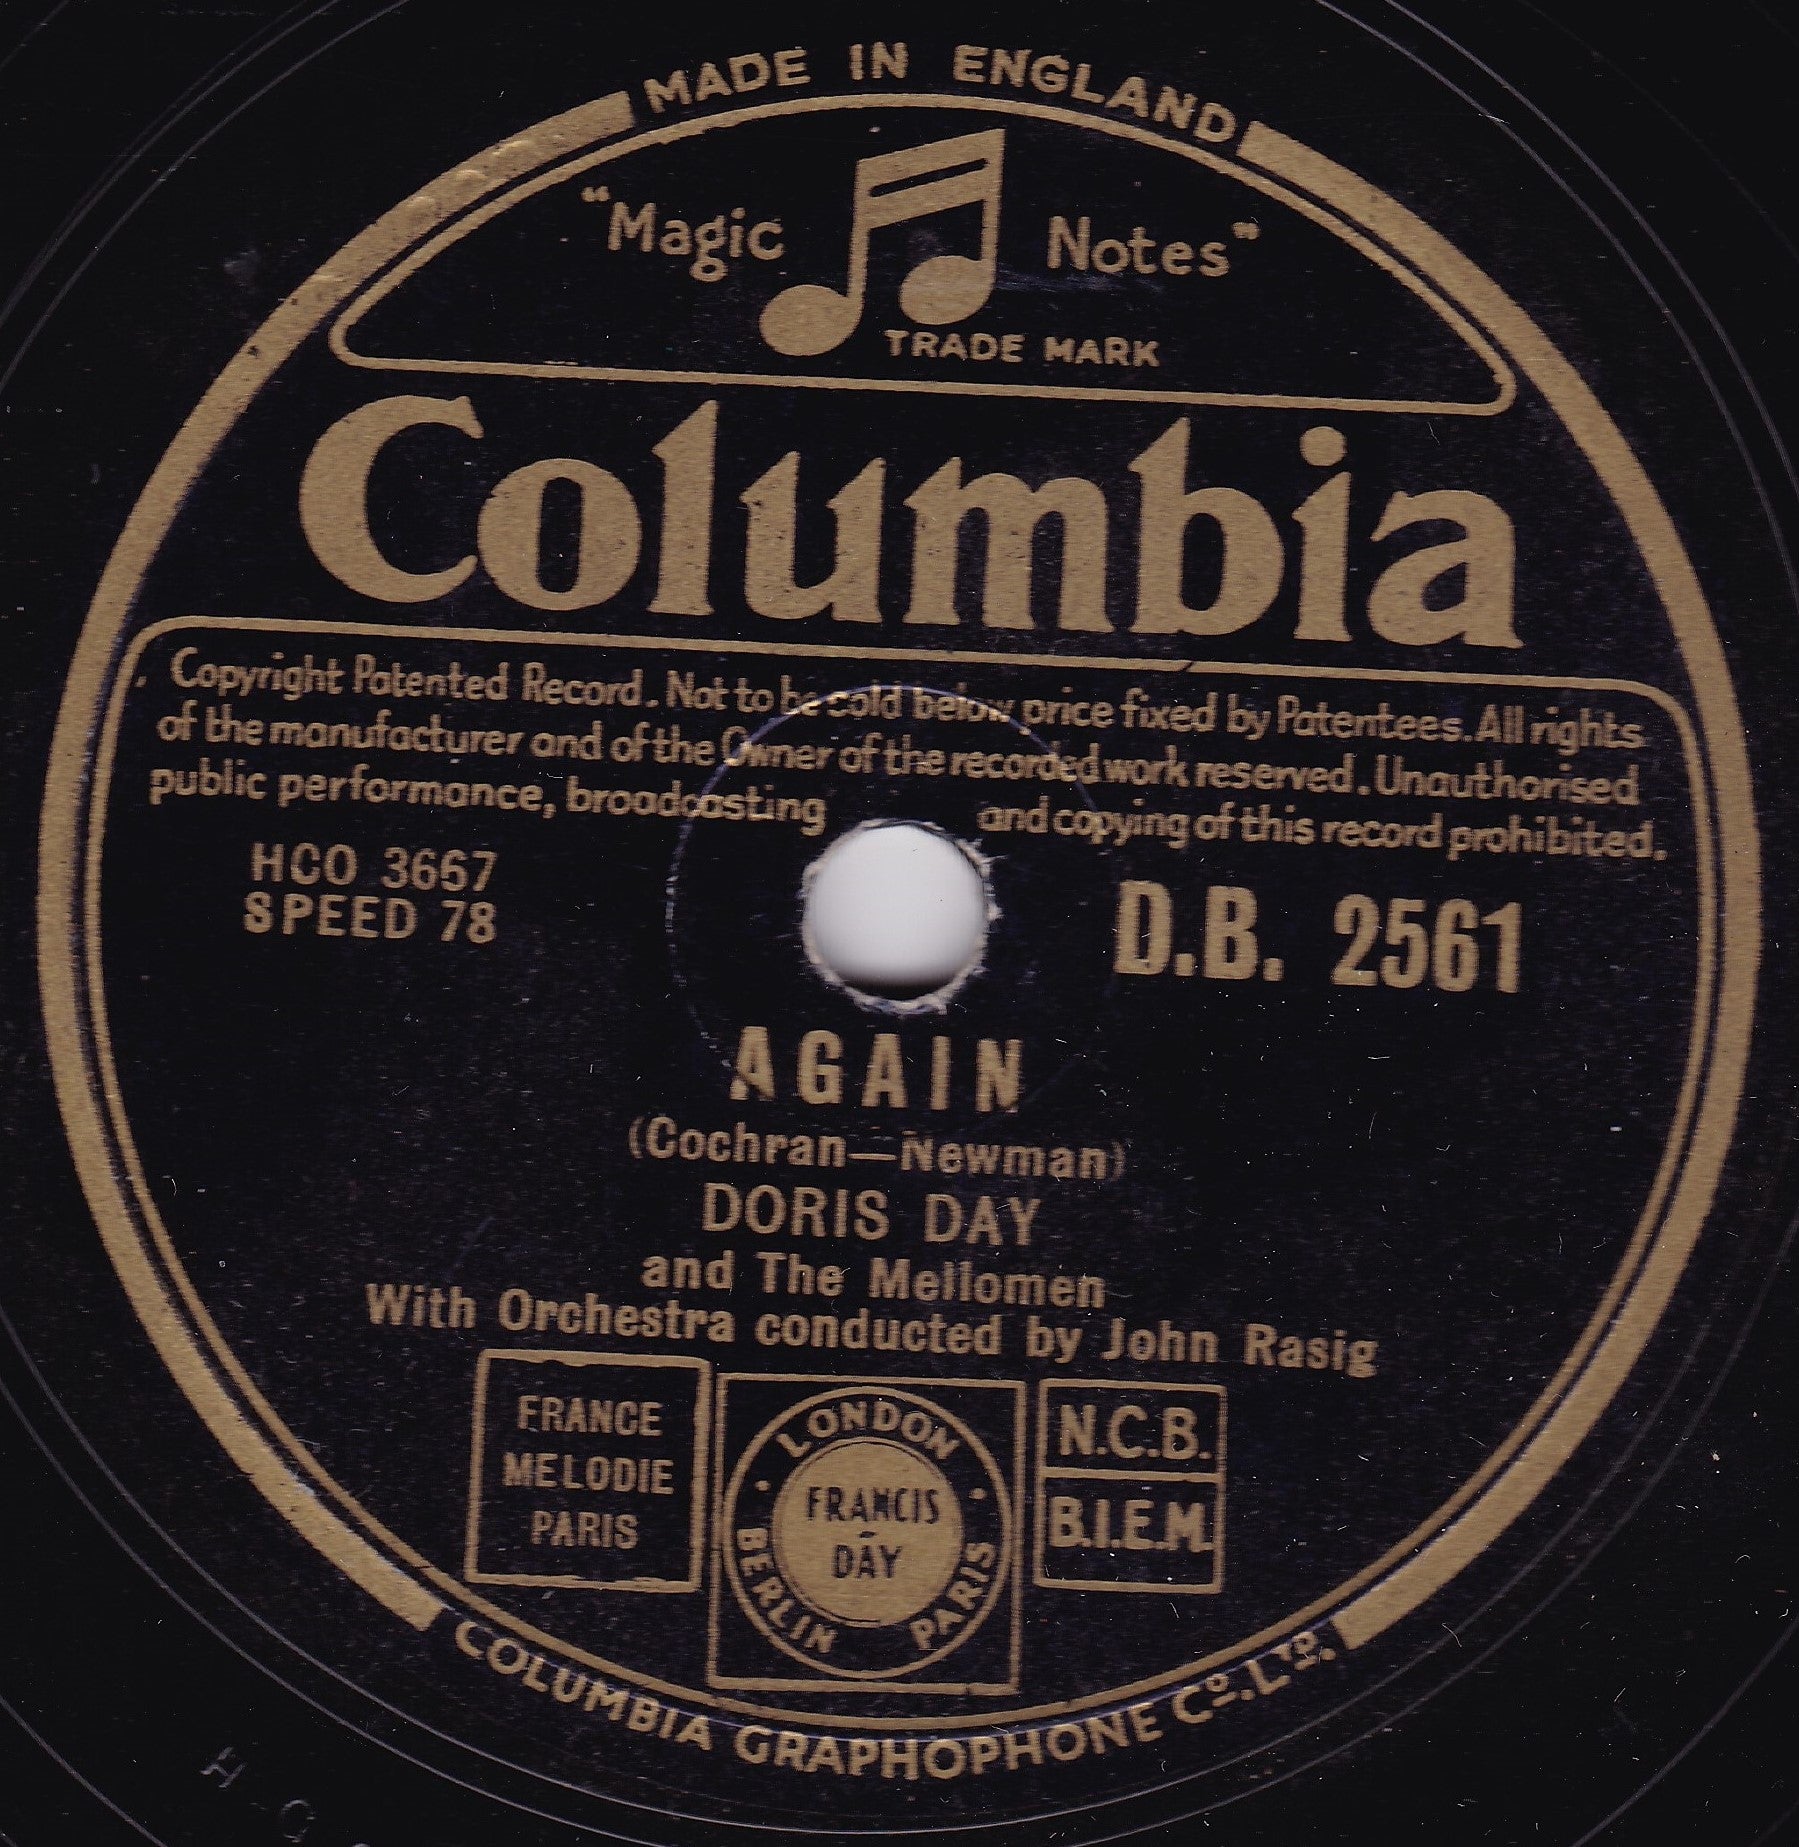 MADE IN ENGLAND
"Magic Notes"
TRADE MARK
Columbia
Copyright Patented Record. Not to be sold below price fixed by Patentees. All rights
of the manufacturer and of the Owner of the recorded work reserved. Unauthorised
public performance, broadcasting and copying of this record prohibited.
HCO 3667
SPEED 78
D.B. 2561
AGAIN
(Cochran—Newman)
DORIS DAY
and The Mellomen
With Orchestra conducted by John Rasig
FRANCE
MELODIE
PARIS
LONDON
FRANCIS
-
DAY
BERLIN
PARIS
N.C.B.
B.I.E.M.
COLUMBIA GRAPHOPHONE Co. LTD.